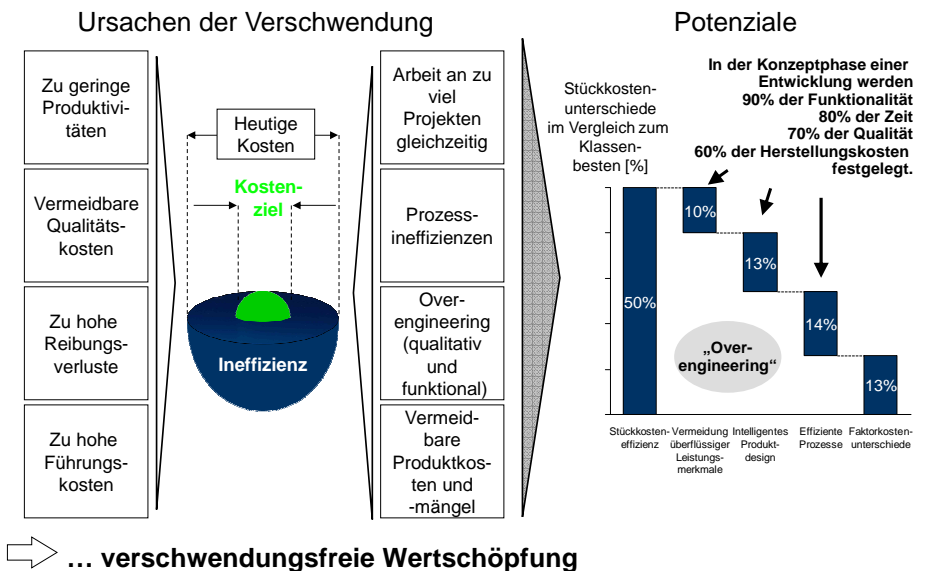 Ursachen der Verschwendung
Zu geringe
Produktivi-
täten
Vermeidbare
Qualitäts-
kosten
Zu hohe
Reibungs-
verluste
Zu hohe
Führungs-
kosten
Heutige
Kosten
Kosten-
ziel
Ineffizienz
Arbeit an zu
viel
Projekten
gleichzeitig
Prozess-
ineffizienzen
Over-
engineering
(qualitativ
und
funktional)
Vermeid-
bare
Produktkos-
ten und
-mängel
Potenziale
In der Konzeptphase einer
Entwicklung werden
90% der Funktionalität
80% der Zeit
70% der Qualität
60% der Herstellungskosten
festgelegt.
Stückkosten-
unterschiede
im Vergleich zum
Klassen-
besten [%]
50%
10%
13%
14%
13%
„Over-
engineering“
Stückkosten-
effizienz
Vermeidung
überflüssiger
Leistungs-
merkmale
Intelligentes
Produkt-
design
Effiziente
Prozesse
Faktorkosten-
unterschiede
... verschwendungsfreie Wertschöpfung